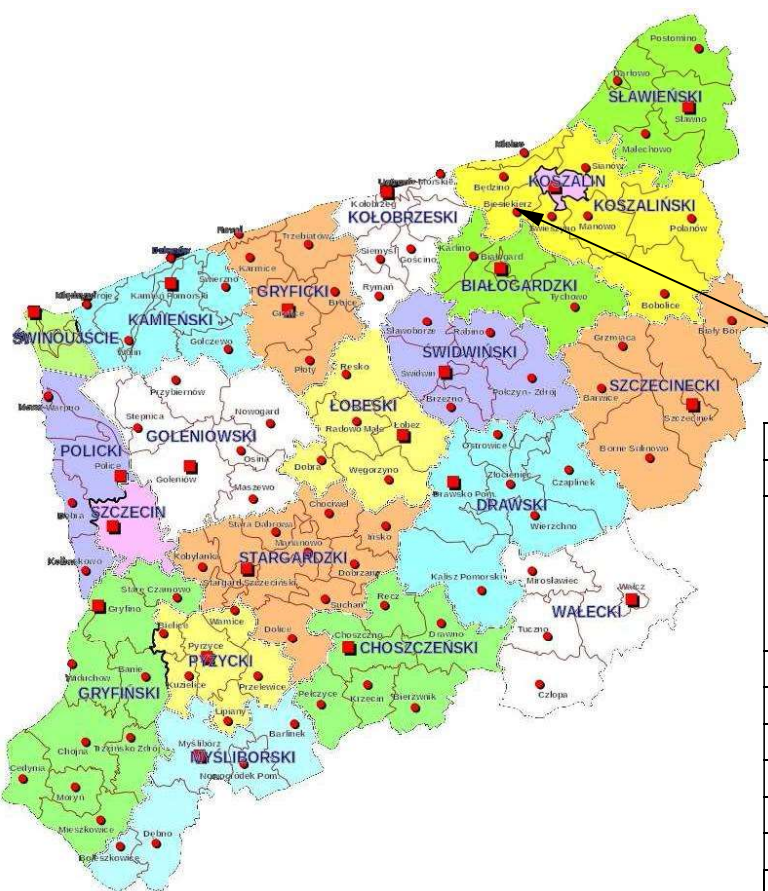 Postomino
Darłowo
SŁAWIEŃSKI
Sławno
Malechowo
Mielno
Sianów
Będzino
KOSZALIN
KOSZALIŃSKI
Biesiekierz
Manowo
Polanów
Bobolice
Kołobrzeg
KOŁOBRZESKI
Siemyśl
Gościno
Rymań
Karlino
Białogard
BIAŁOGARDZKI
Tychowo
Rewal
Trzebiatów
Karnice
GRYFICKI
Gryfice
Brojce
Płoty
Świerzno
Kamień Pomorski
KAMIEŃSKI
Golczewo
Wolin
ŚWINOUJŚCIE
Sławoborze
Rąbino
ŚWIDWIŃSKI
Świdwin
Połczyn- Zdrój
Brzeżno
Biały Bór
Grzmiąca
SZCZECINECKI
Barwice
Szczecinek
Borne Sulinowo
Resko
ŁOBESKI
Radowo Małe
Łobez
Dobra
Węgorzyno
Przybiernów
Stepnica
Nowogard
GOLENIOWSKI
Osina
Goleniów
Maszewo
POLICKI
Police
SZCZECIN
Dobra
Ostrowice
Złocieniec
Czaplinek
Drawsko Pom.
DRAWSKI
Wierzchno
Kalisz Pomorski
Chociwel
Stara Dąbrowa
Marianowo
Ińsko
Kobylanka
STARGARDZKI
Stargard Szczeciński
Dobrzany
Suchań
Dolice
Mirosławiec
Wałcz
WAŁECKI
Tuczno
Człopa
Recz
Choszczno
Drawno
CHOSZCZEŃSKI
Pełczyce
Krzęcin
Bierzwnik
Stare Czarnowo
Gryfino
Bielice
Warnice
Pyrzyce
PYRZYCKI
Kozielice
Przelewice
Lipiany
Widuchowa
Banie
GRYFIŃSKI
Chojna
Trzcińsko Zdrój
Cedynia
Moryń
Mieszkowice
Barlinek
Myślibórz
MYŚLIBORSKI
Nowogródek Pom.
Dębno
Boleszkowice